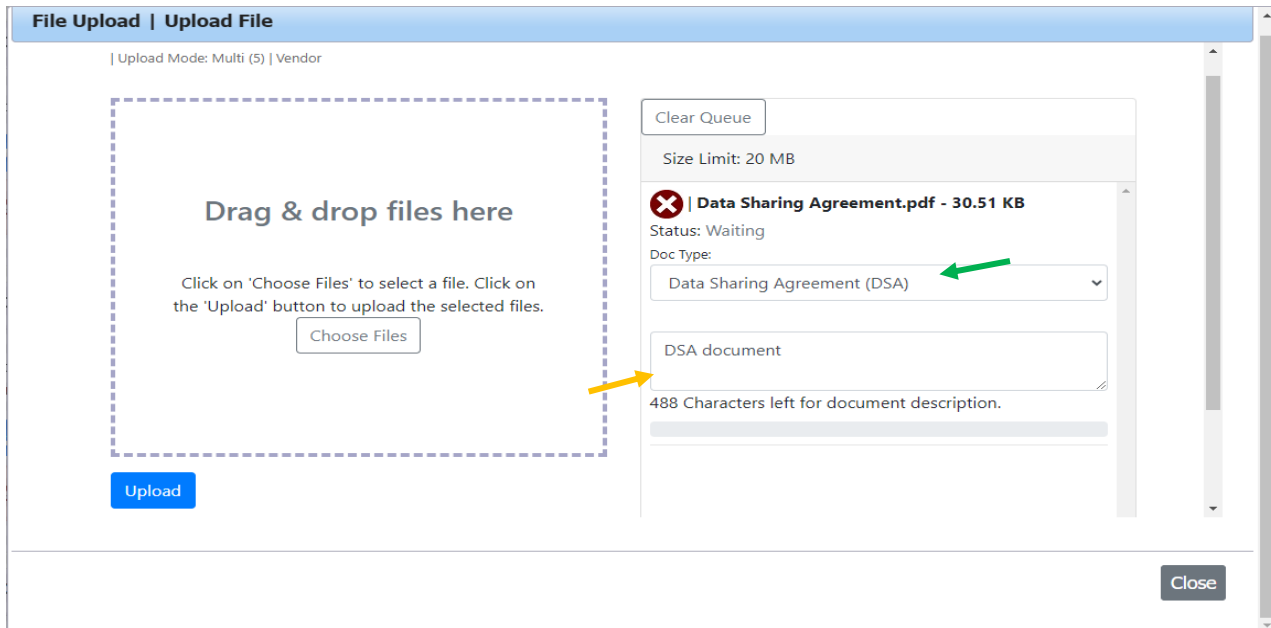 File Upload | Upload File
| Upload Mode: Multi (5) | Vendor
Drag & drop files here
Click on 'Choose Files' to select a file. Click on
the 'Upload' button to upload the selected files.
Choose Files
Upload
Clear Queue
Size Limit: 20 MB
| Data Sharing Agreement.pdf - 30.51 KB
Status: Waiting
Doc Type:
Data Sharing Agreement (DSA)
DSA document
488 Characters left for document description.
Close